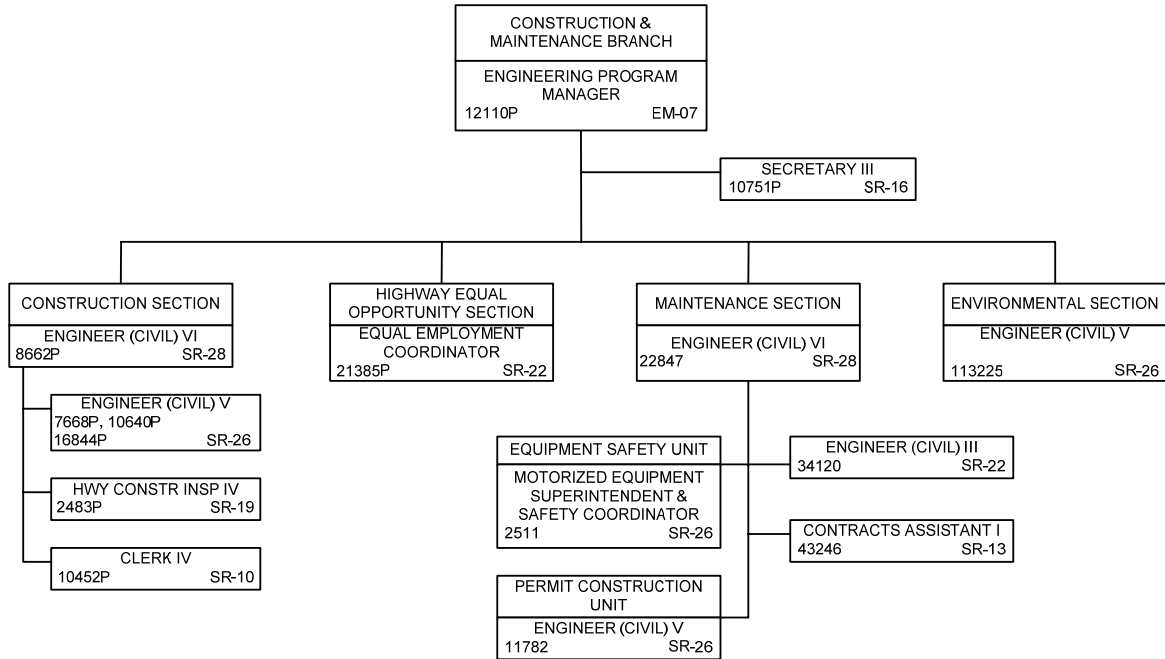 CONSTRUCTION &
MAINTENANCE BRANCH
ENGINEERING PROGRAM
MANAGER
12110P EM-07
SECRETARY III
10751P SR-16
CONSTRUCTION SECTION
ENGINEER (CIVIL) VI
8662P SR-28
HIGHWAY EQUAL
OPPORTUNITY SECTION
EQUAL EMPLOYMENT
COORDINATOR
21385P SR-22
MAINTENANCE SECTION
ENGINEER (CIVIL) VI
22847 SR-28
ENVIRONMENTAL SECTION
ENGINEER (CIVIL) V
113225 SR-26
ENGINEER (CIVIL) V
7668P, 10640P
16844P SR-26
HWY CONSTR INSP IV
2483P SR-19
CLERK IV
10452P SR-10
EQUIPMENT SAFETY UNIT
MOTORIZED EQUIPMENT
SUPERINTENDENT &
SAFETY COORDINATOR
2511 SR-26
ENGINEER (CIVIL) III
34120 SR-22
CONTRACTS ASSISTANT I
43246 SR-13
PERMIT CONSTRUCTION
UNIT
ENGINEER (CIVIL) V
11782 SR-26